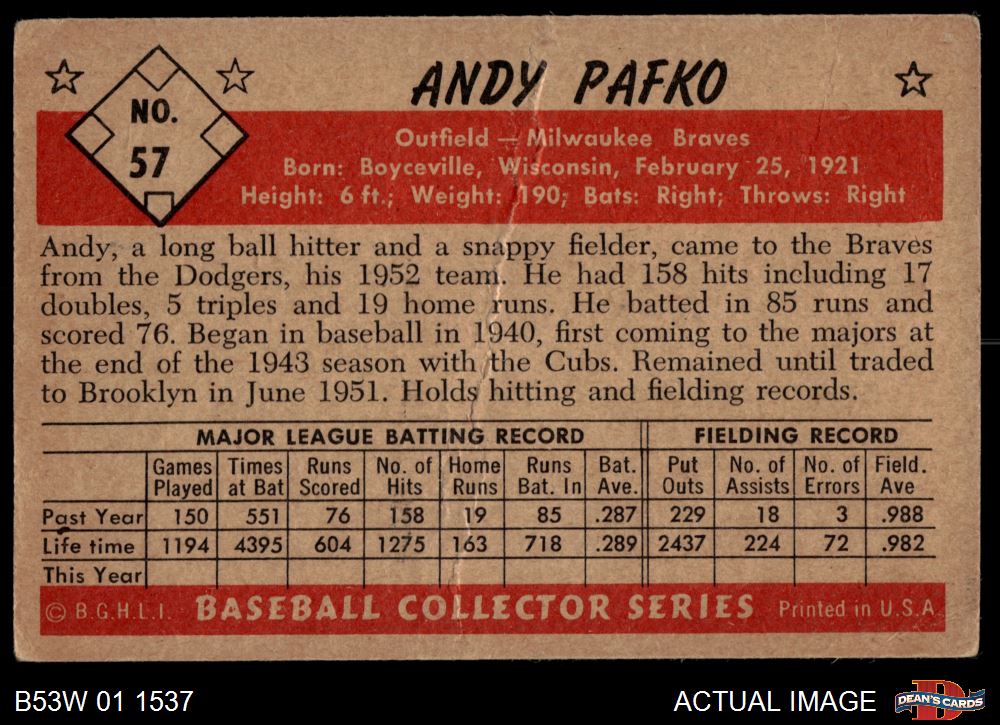 ANDY PAFKO
NO.
57
Outfield — Milwaukee Braves
Born: Boyceville, Wisconsin, February 25, 1921
Height: 6 ft.; Weight: 190; Bats: Right; Throws: Right
Andy, a long ball hitter and a snappy fielder, came to the Braves
from the Dodgers, his 1952 team. He had 158 hits including 17
doubles, 5 triples and 19 home runs. He batted in 85 runs and
scored 76. Began in baseball in 1940, first coming to the majors at
the end of the 1943 season with the Cubs. Remained until traded
to Brooklyn in June 1951. Holds hitting and fielding records.
MAJOR LEAGUE BATTING RECORD FIELDING RECORD
Games Times Runs No. of Home Runs Bat. Put No. of No. of Field.
Played at Bat Scored Hits Runs Bat. In Ave. Outs Assists Errors Ave
Past Year 150 551 76 158 19 85 .287 229 18 3 .988
Life time 1194 4395 604 1275 163 718 .289 2437 224 72 .982
This Year
© B.G.H.L.I. BASEBALL COLLECTOR SERIES Printed in U.S.A.
B53W 01 1537 ACTUAL IMAGE D DEAN'S CARDS